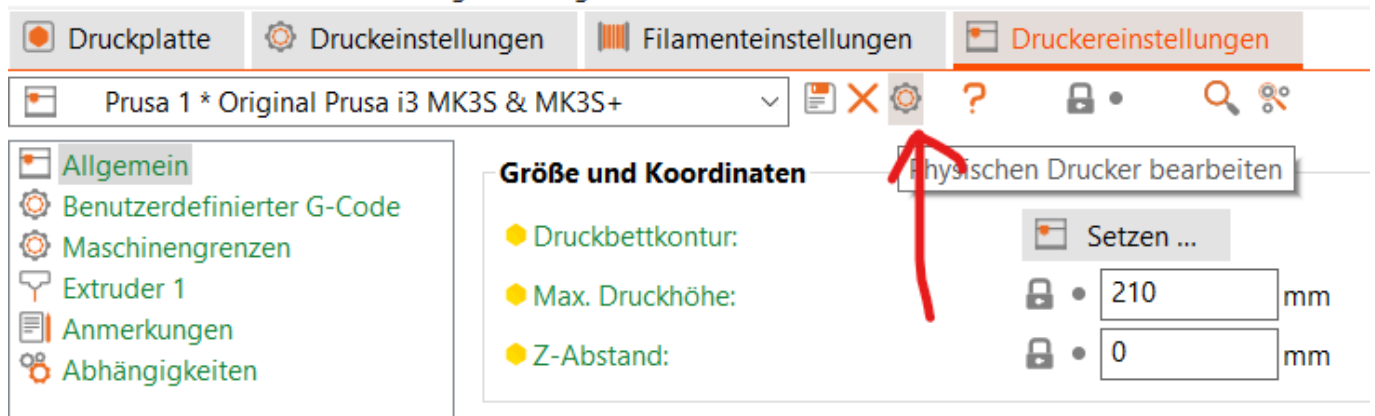 Druckplatte Druckeinstellungen Filamenteinstellungen Druckereinstellungen
Prusa 1 * Original Prusa i3 MK3S & MK3S+ ?
Allgemein
Benutzerdefinierter G-Code
Maschinengrenzen
Extruder 1
Anmerkungen
Abhängigkeiten
Größe und Koordinaten
Physischen Drucker bearbeiten
Druckbettkontur: Setzen ...
Max. Druckhöhe: 210 mm
Z-Abstand: 0 mm